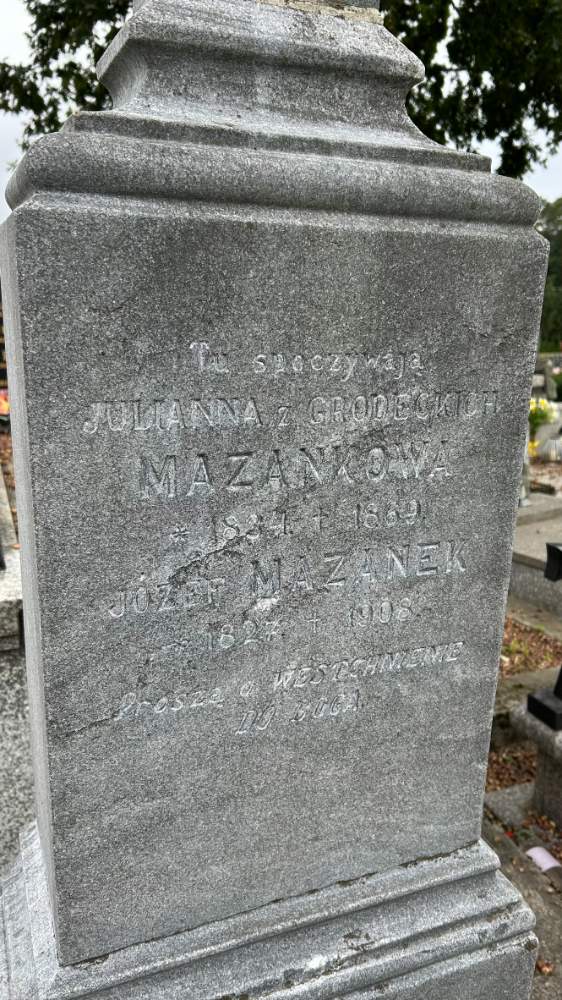 Tu spoczywają
JULIANNA z GRODECKICH
MAZANKOWA
* 1834. + 1869.
JÓZEF MAZANEK
* 1827. + 1908.
Proszą o WESTCHNIENIE
DO BOGA.